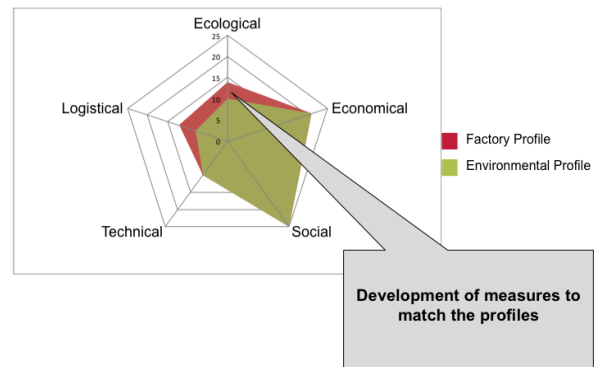 Ecological
25
20
15
10
5
0
Logistical
Economical
Technical
Social
Factory Profile
Environmental Profile
Development of measures to
match the profiles